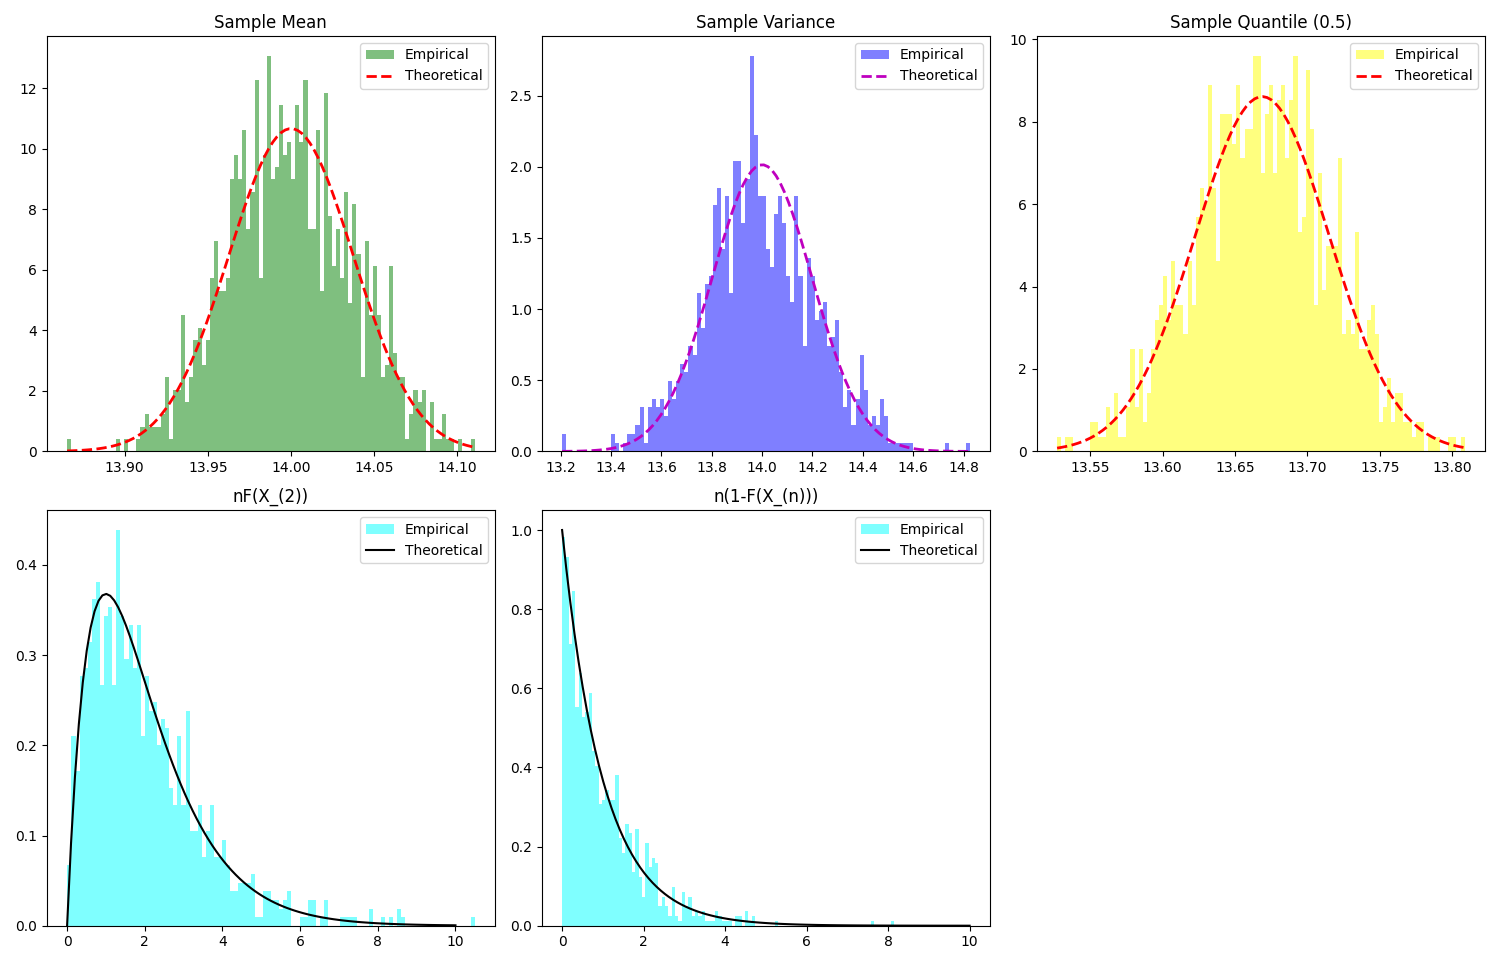 Sample Mean
Empirical
Theoretical
12
10
8
6
4
2
0
13.90 13.95 14.00 14.05 14.10
Sample Variance
Empirical
Theoretical
2.5
2.0
1.5
1.0
0.5
0.0
13.2 13.4 13.6 13.8 14.0 14.2 14.4 14.6 14.8
Sample Quantile (0.5)
Empirical
Theoretical
10
8
6
4
2
0
13.55 13.60 13.65 13.70 13.75 13.80
nF(X_(2))
Empirical
Theoretical
0.4
0.3
0.2
0.1
0.0
0 2 4 6 8 10
n(1-F(X_(n)))
Empirical
Theoretical
1.0
0.8
0.6
0.4
0.2
0.0
0 2 4 6 8 10